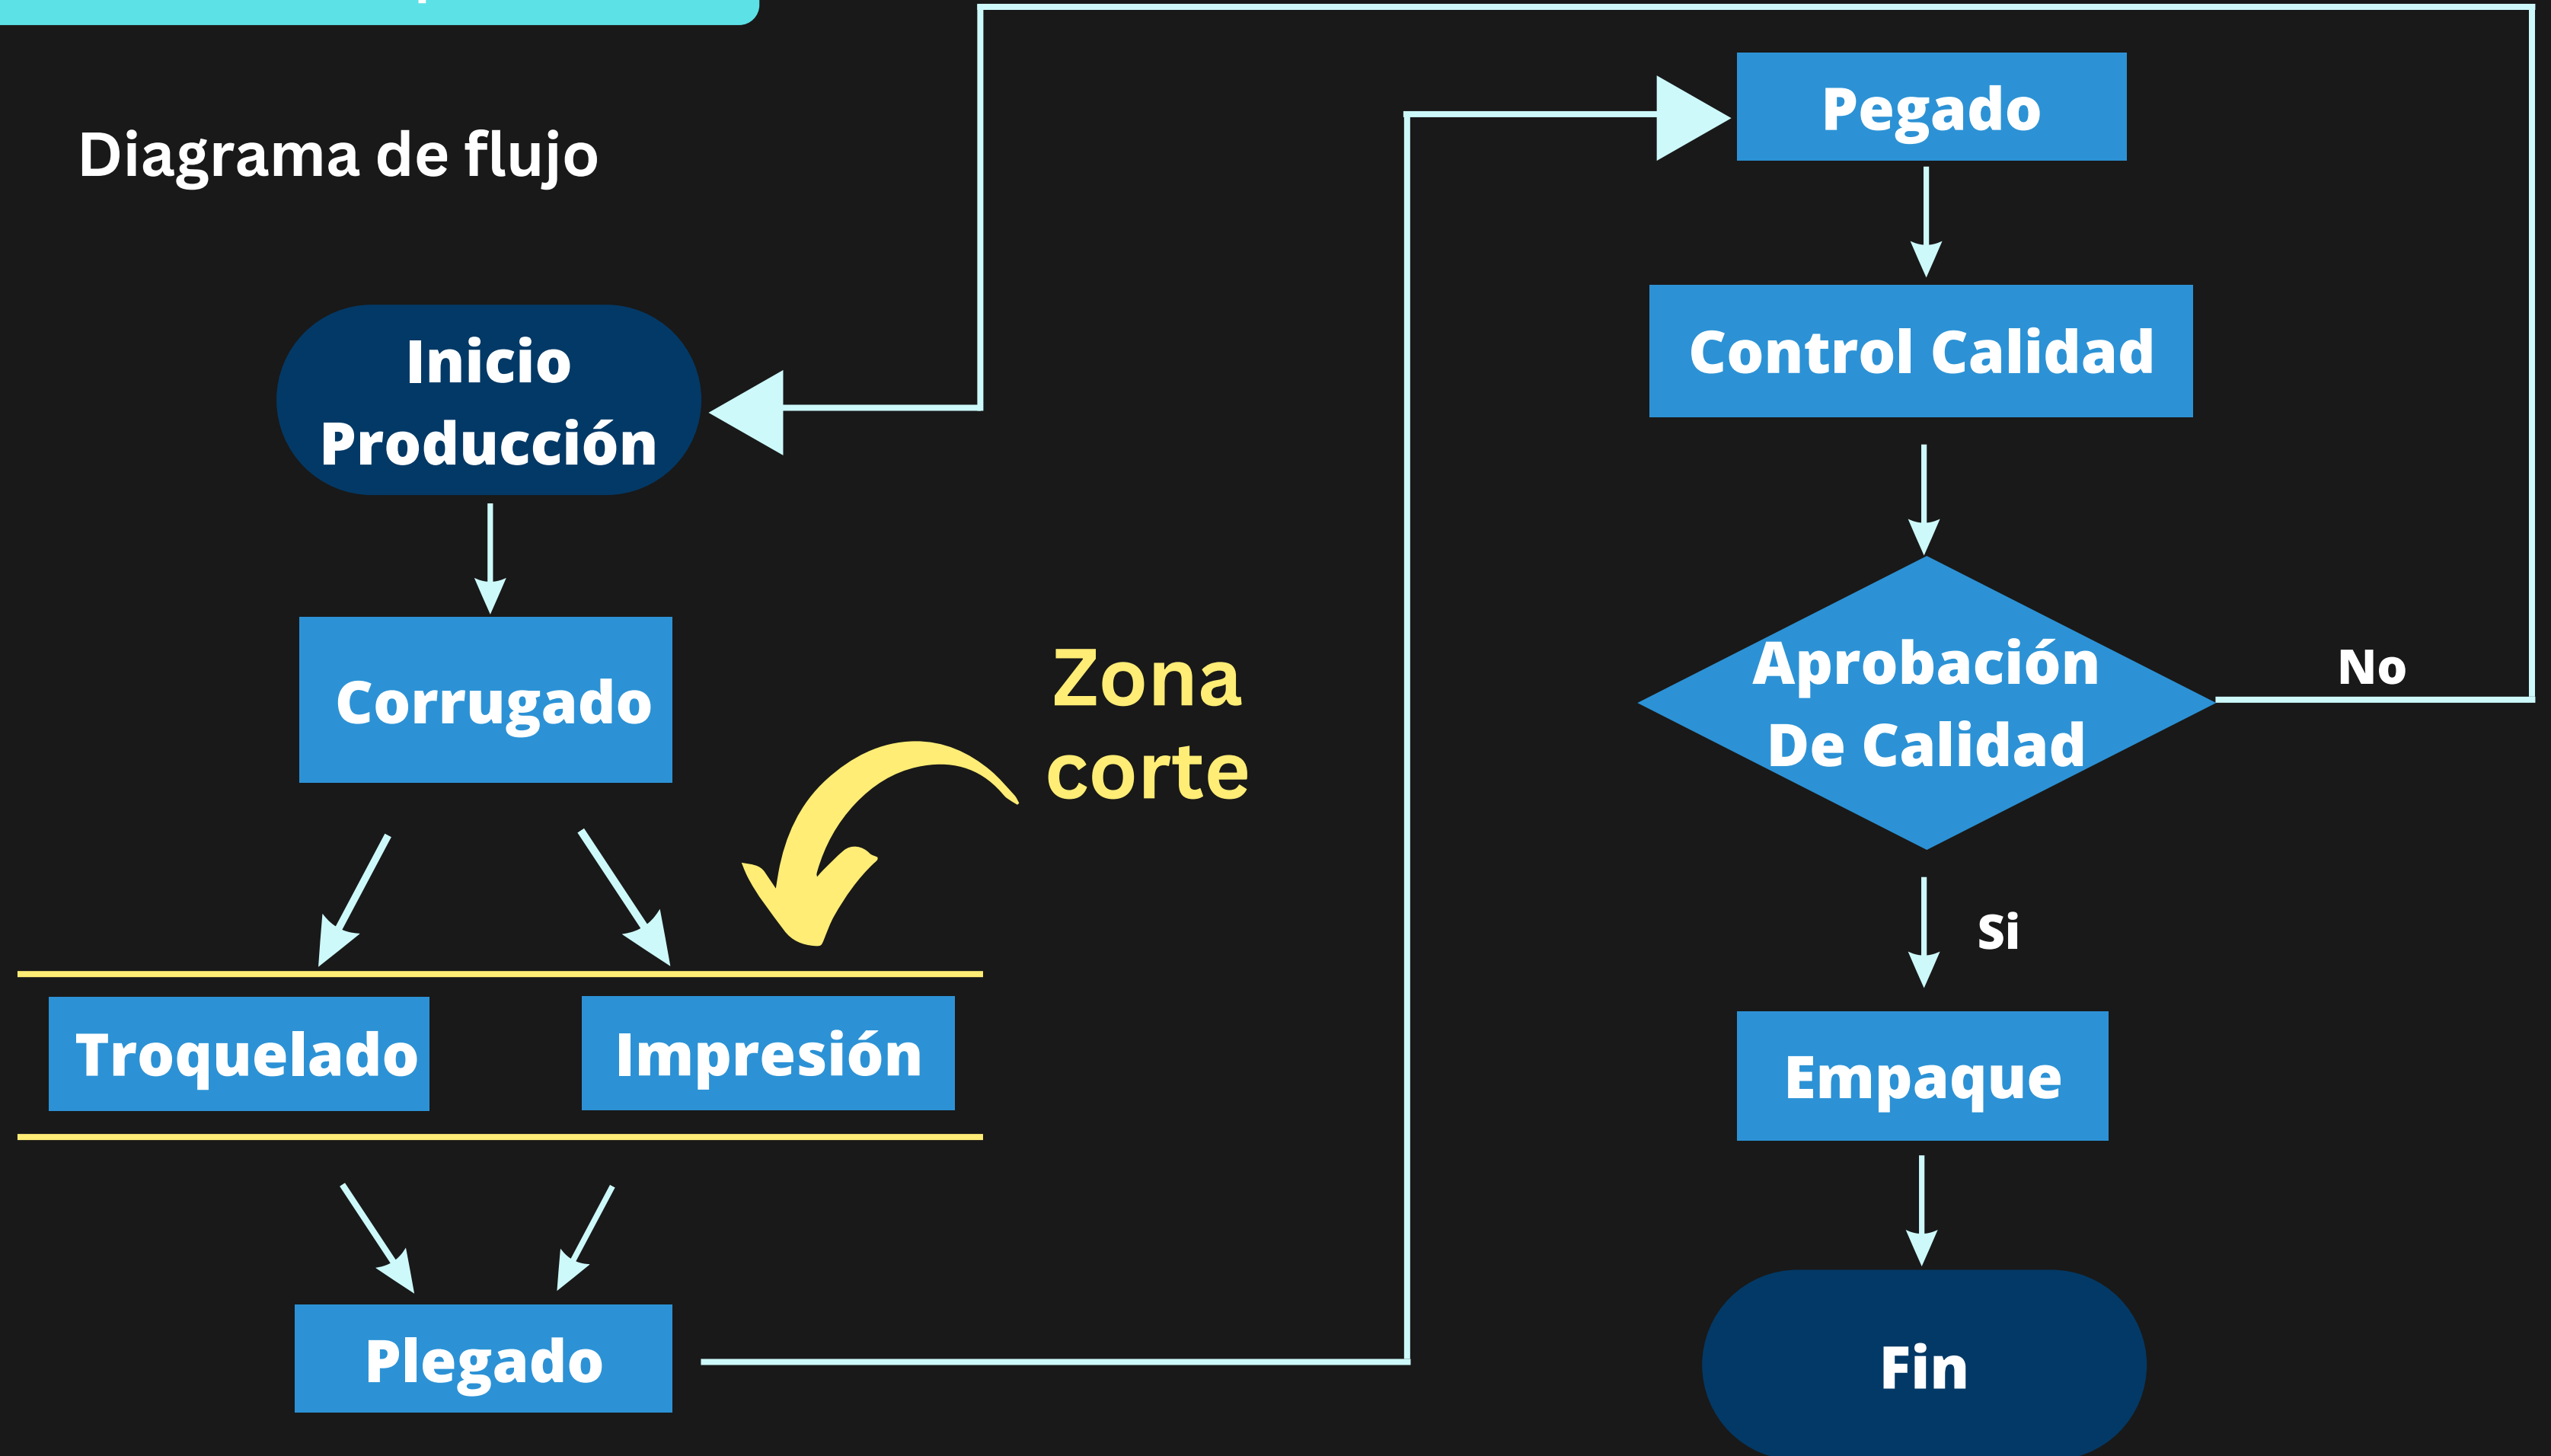 Diagrama de flujo
Inicio
Producción
Corrugado
Zona
corte
Troquelado
Impresión
Plegado
Pegado
Control Calidad
Aprobación
De Calidad
No
Si
Empaque
Fin